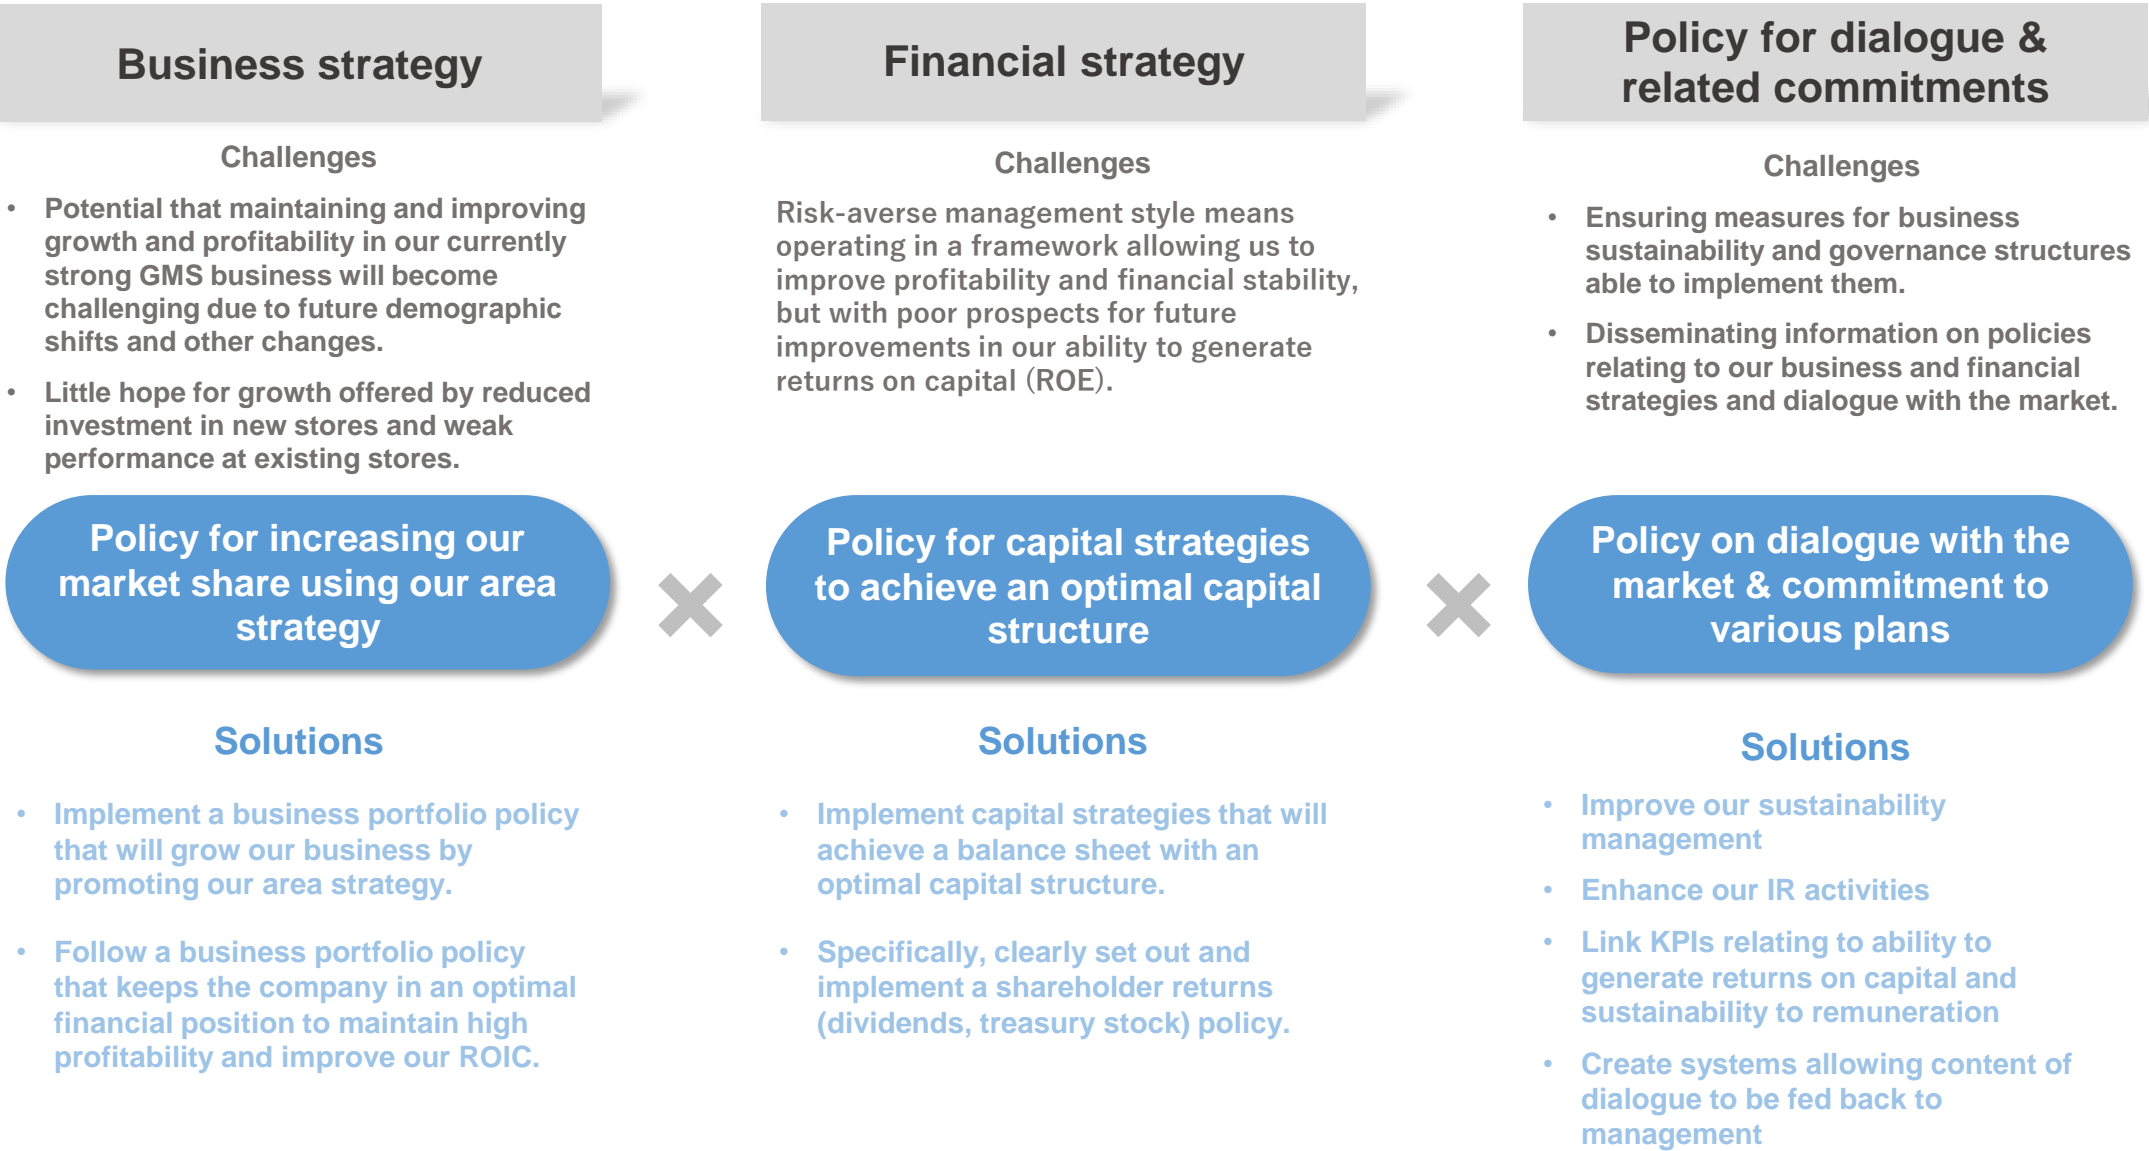 Business strategy
Challenges
• Potential that maintaining and improving
growth and profitability in our currently
strong GMS business will become
challenging due to future demographic
shifts and other changes.
• Little hope for growth offered by reduced
investment in new stores and weak
performance at existing stores.
Policy for increasing our
market share using our area
strategy
Solutions
• Implement a business portfolio policy
that will grow our business by
promoting our area strategy.
• Follow a business portfolio policy
that keeps the company in an optimal
financial position to maintain high
profitability and improve our ROIC.
Financial strategy
Challenges
Risk-averse management style means
operating in a framework allowing us to
improve profitability and financial stability,
but with poor prospects for future
improvements in our ability to generate
returns on capital (ROE).
Policy for capital strategies
to achieve an optimal capital
structure
Solutions
• Implement capital strategies that will
achieve a balance sheet with an
optimal capital structure.
• Specifically, clearly set out and
implement a shareholder returns
(dividends, treasury stock) policy.
Policy for dialogue &
related commitments
Challenges
• Ensuring measures for business
sustainability and governance structures
able to implement them.
• Disseminating information on policies
relating to our business and financial
strategies and dialogue with the market.
Policy on dialogue with the
market & commitment to
various plans
Solutions
• Improve our sustainability
management
• Enhance our IR activities
• Link KPIs relating to ability to
generate returns on capital and
sustainability to remuneration
• Create systems allowing content of
dialogue to be fed back to
management